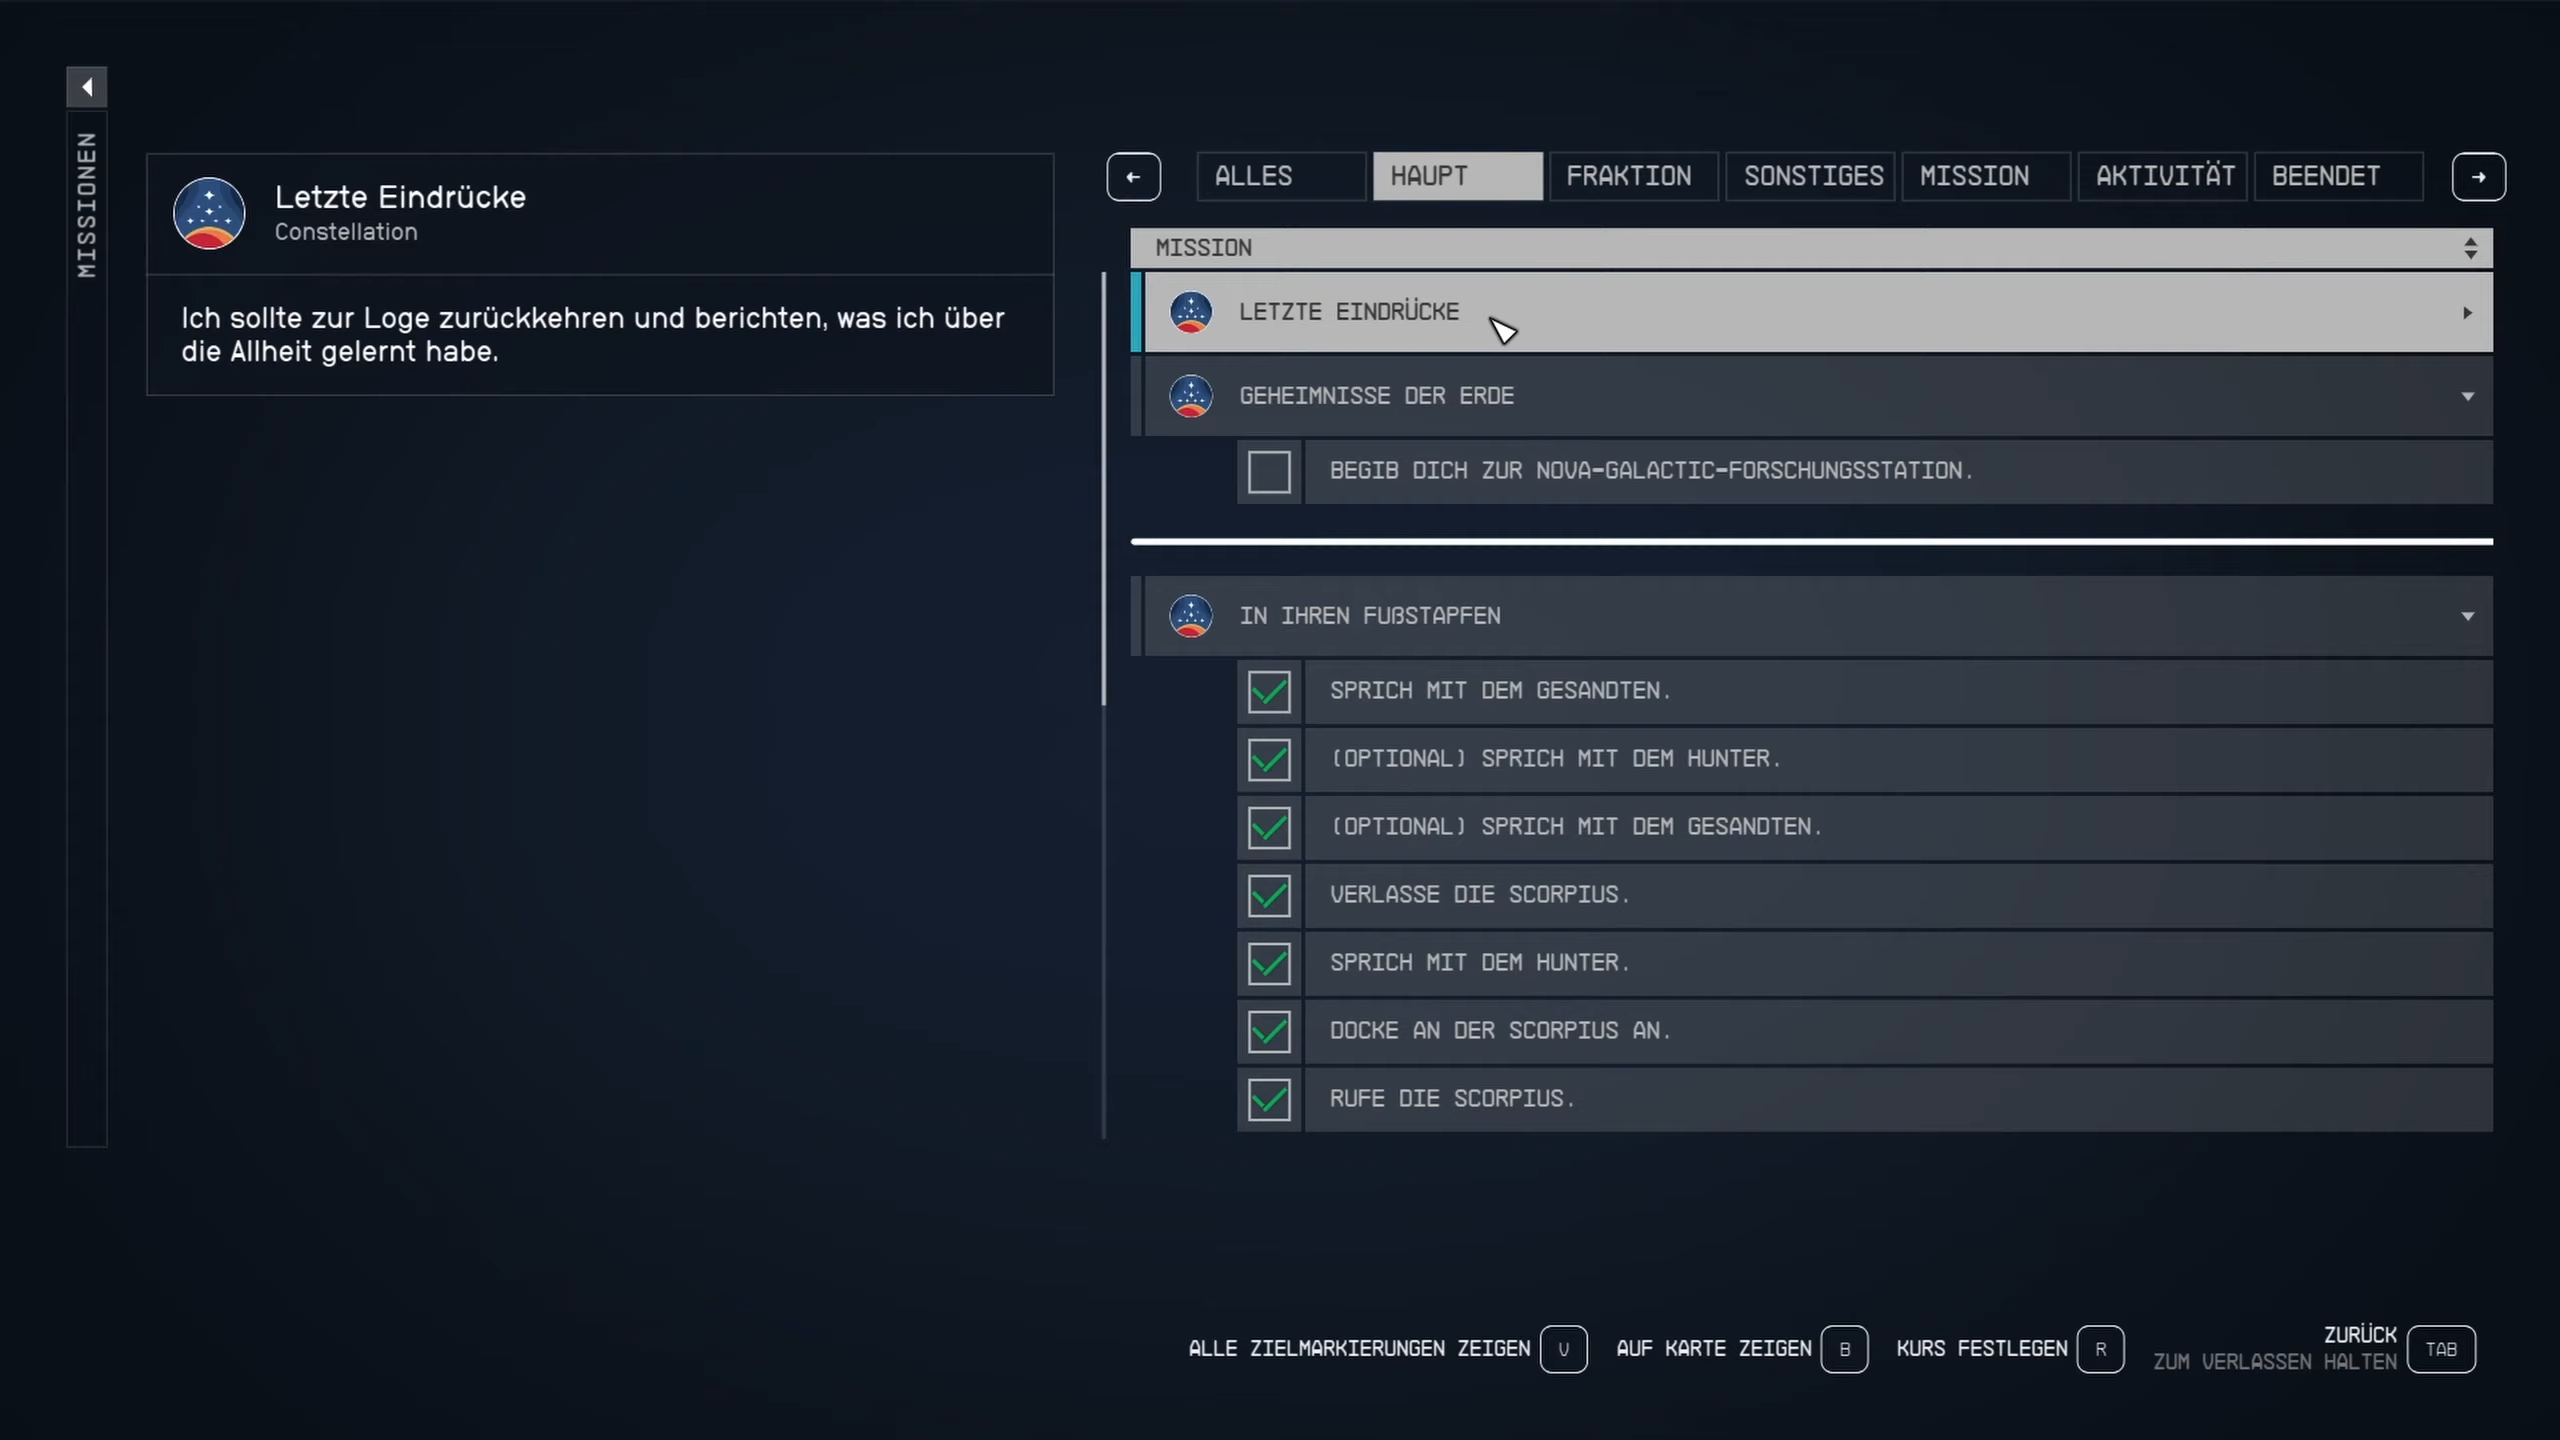 MISSIONEN
Letzte Eindrücke
Constellation
Ich sollte zur Loge zurückkehren und berichten, was ich über
die Allheit gelernt habe.
ALLES HAUPT FRAKTION SONSTIGES MISSION AKTIVITÄT BEENDET
MISSION
LETZTE EINDRÜCKE
GEHEIMNISSE DER ERDE
BEGIB DICH ZUR NOVA-GALACTIC-FORSCHUNGSSTATION.
IN IHREN FUßSTAPFEN
SPRICH MIT DEM GESANDTEN.
(OPTIONAL) SPRICH MIT DEM HUNTER.
(OPTIONAL) SPRICH MIT DEM GESANDTEN.
VERLASSE DIE SCORPIUS.
SPRICH MIT DEM HUNTER.
DOCKE AN DER SCORPIUS AN.
RUFE DIE SCORPIUS.
ALLE ZIELMARKIERUNGEN ZEIGEN V AUF KARTE ZEIGEN B KURS FESTLEGEN R ZURÜCK TAB
ZUM VERLASSEN HALTEN